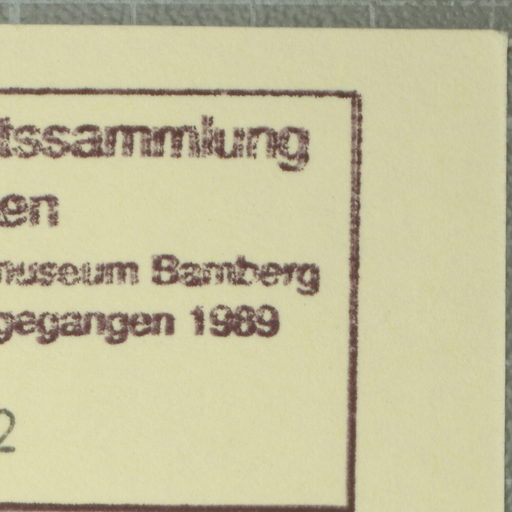 tssammlung
en
museum Bamberg
gegangen 1989
2